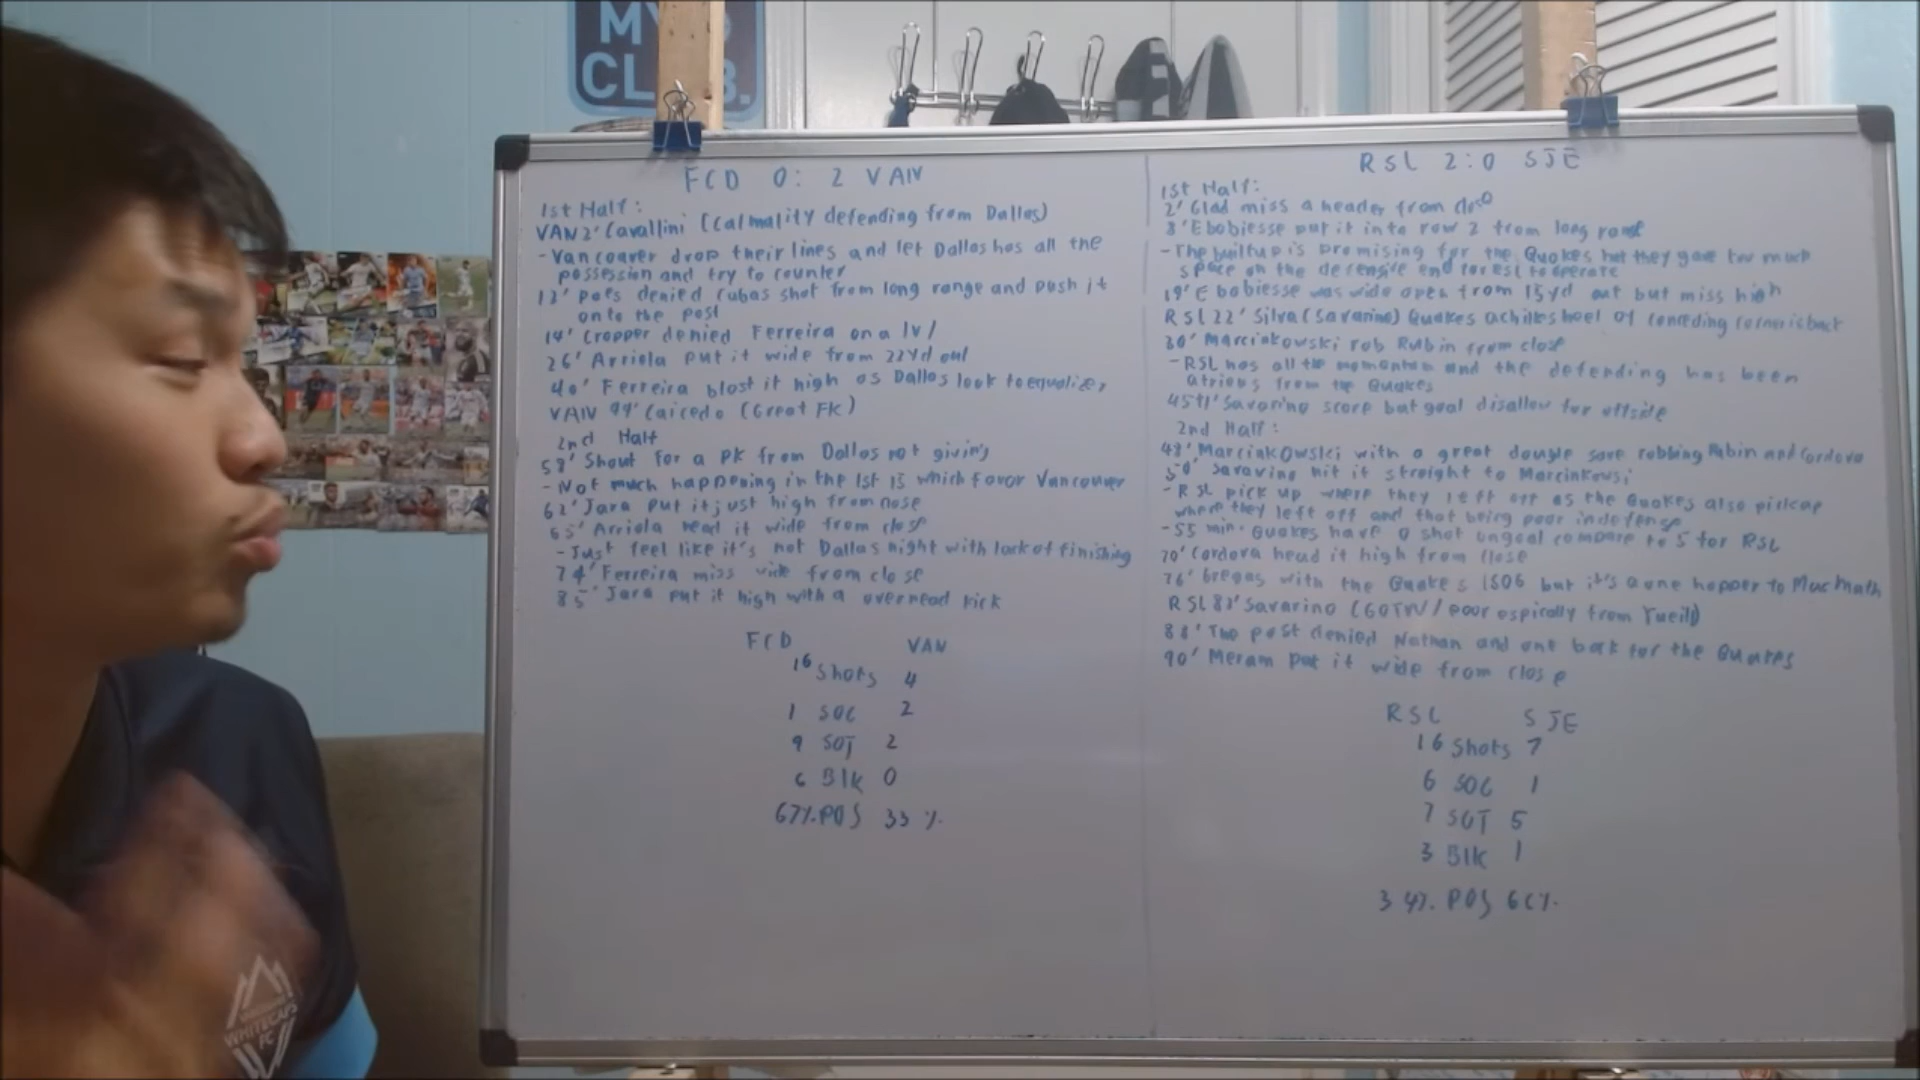 MY
CLUB.
FCD 0:2 VAN
1st Half:
VAN 2' Cavallini (Calmality defending from Dallas)
- Vancouver drop their lines and let Dallas has all the
possession and try to counter
13' Paes denied Cubas shot from long range and push it
onto the post
14' Cropper denied Ferreira on a 1v1
26' Arriola put it wide from 22yd out
40' Ferreira blast it high as Dallas look to equalizer
VAN 44' Caicedo (Great FK)
2nd Half
58' Shout for a PK from Dallas not giving
- Not much happening in the 1st 15 which favor Vancouver
62' Jara put it just high from close
65' Arriola head it wide from close
- Just feel like it's not Dallas night with lack of finishing
74' Ferreira miss wide from close
85' Jara put it high with a overhead kick
FCD VAN
16 Shots 4
1 SOG 2
9 SOT 2
6 Blk 0
67% POS 33%
RSL 2:0 SJE
1st Half:
2' Glad miss a header from close
8' Ebobiesse put it into row Z from long range
- The builtup is promising for the Quakes but they gave too much
space on the defensive end for RSL to operate
19' Ebobiesse was wide open from 15yd out but miss high
RSL 22' Silva (Savarino) Quakes achilles heel of conceding corner is back
30' Marcinkowski rob Rubin from close
- RSL has all the momentum and the defending has been
from the Quakes
45+1' Savarino score but goal disallow for offside
2nd Half:
48' Marcinkowski with a great double save robbing Rubin and Cordova
50' Savarino hit it straight to Marcinkowsi
- RSL pick up where they left off as the Quakes also pickup
where they left off and that being poor in defense
- 55 min. Quakes have 0 shot ongoal compare to 5 for RSL
70' Cordova head it high from close
76' Gregus with the Quakes 1SOG but it's a one hopper to MacMath
RSL 83' Savarino (GOTW/poor from Yueill)
88' The post denied Nathan and one back for the Quakes
90' Meram put it wide from close
RSL SJE
16 Shots 7
6 SOG 1
7 SOT 5
3 Blk 1
34% POS 66%
WHITECAPS
FC